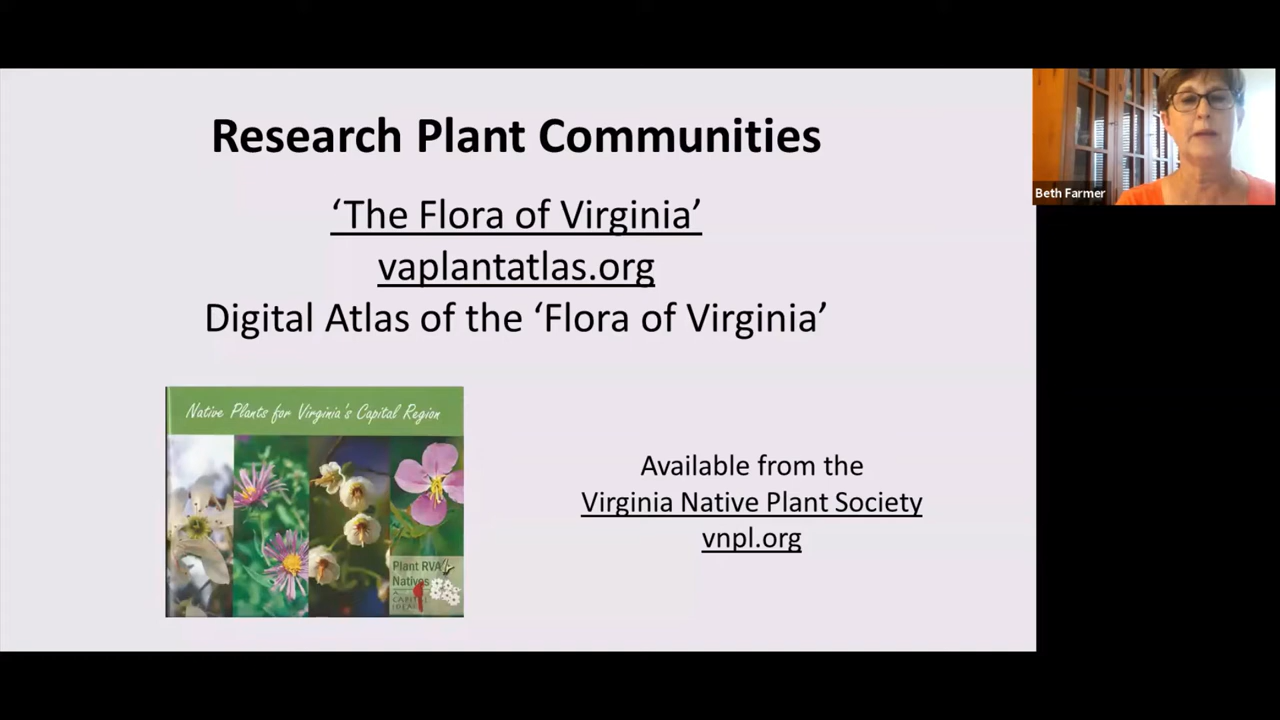 Research Plant Communities
‘The Flora of Virginia’
vaplantatlas.org
Digital Atlas of the ‘Flora of Virginia’
Native Plants for Virginia's Capital Region
Plant RVA
Natives
Available from the
Virginia Native Plant Society
vnpl.org
Beth Farmer